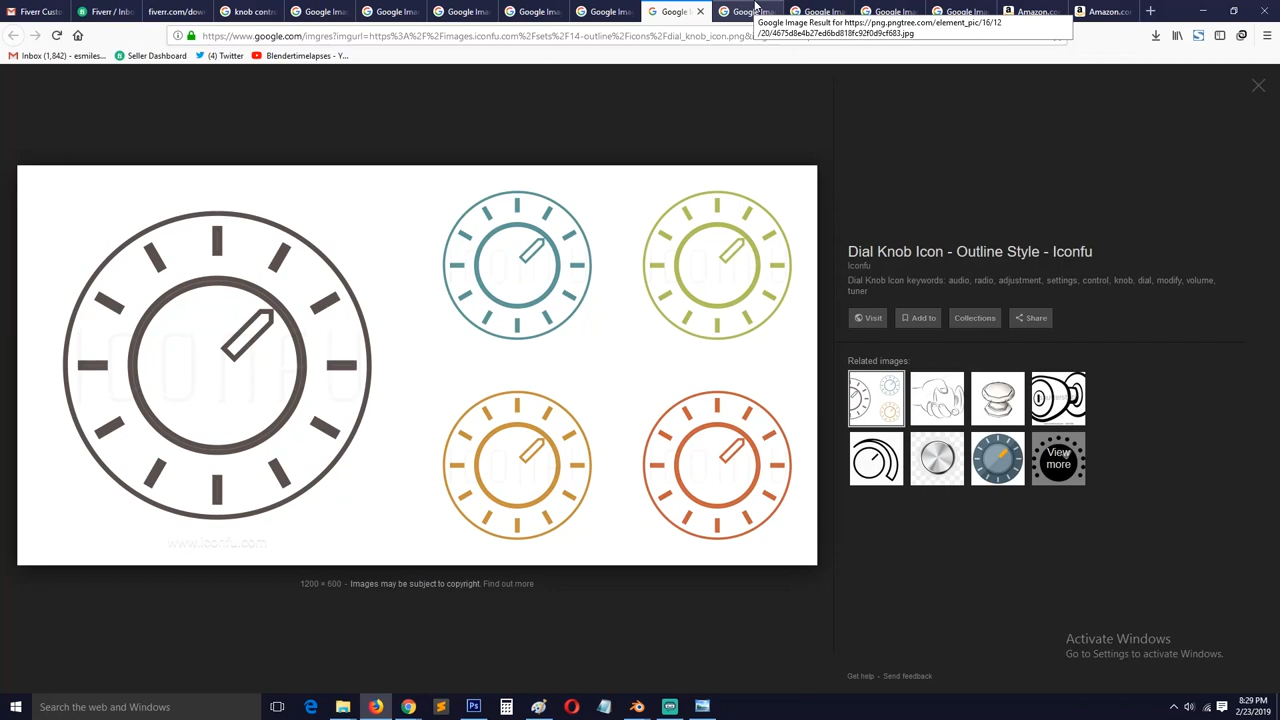 Fiverr Cust
Fiverr / Inbo
fiverr.com/dow
knob contro
Google Ima
Google Ima
Google Ima
Google Ima
Google Ima
Google I
Google Ima
Google Ima
Google Ima
Google Ima
Amazon.co
Amazon.co
Google Image Result for https://png.pngtree.com/element_pic/16/12
/20/4675d8e4b27ed6bd818fc92f0d9cf683.jpg
https://www.google.com/imgres?imgurl=https%3A%2F%2Fimages.iconfu.com%2Fsets%2F14-outline%2Ficons%2Fdial_knob_icon.png&
Inbox (1,842) - esmiles...
Seller Dashboard
(4) Twitter
Blendertimelapses - Y...
ICONFU
www.iconfu.com
Dial Knob Icon - Outline Style - Iconfu
Iconfu
Dial Knob Icon keywords: audio, radio, adjustment, settings, control, knob, dial, modify, volume,
tuner
Visit
Add to
Collections
Share
Related images:
View
more
1200 × 600 - Images may be subject to copyright. Find out more
Activate Windows
Go to Settings to activate Windows.
Get help - Send feedback
Search the web and Windows
8:29 PM
2/23/2019